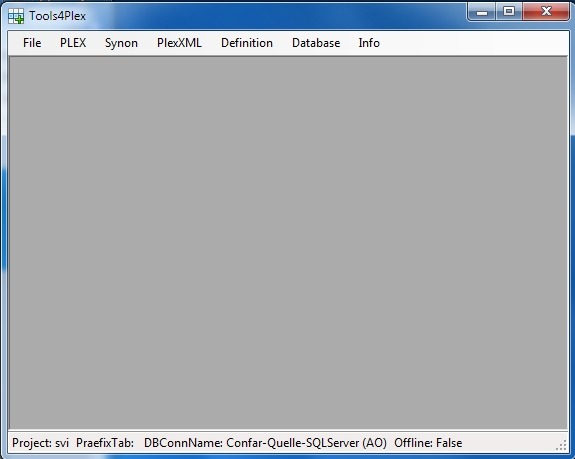 Tools4Plex
File PLEX Synon PlexXML Definition Database Info
Project: svi PraefixTab: DBConnName: Confar-Quelle-SQLServer (AO) Offline: False